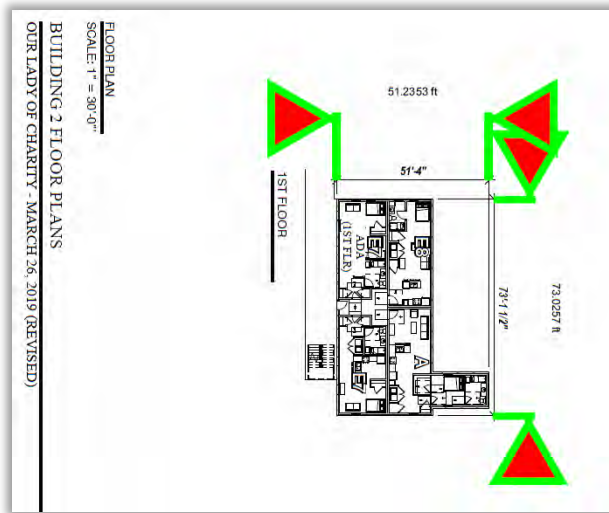 51.2353 ft
51'-4"
73.0257 ft
73'-1 1/2"
1ST FLOOR
E8
ADA
(1ST FLR)
A
FLOOR PLAN
SCALE: 1" = 30'-0"
BUILDING 2 FLOOR PLANS
OUR LADY OF CHARITY - MARCH 26, 2019 (REVISED)